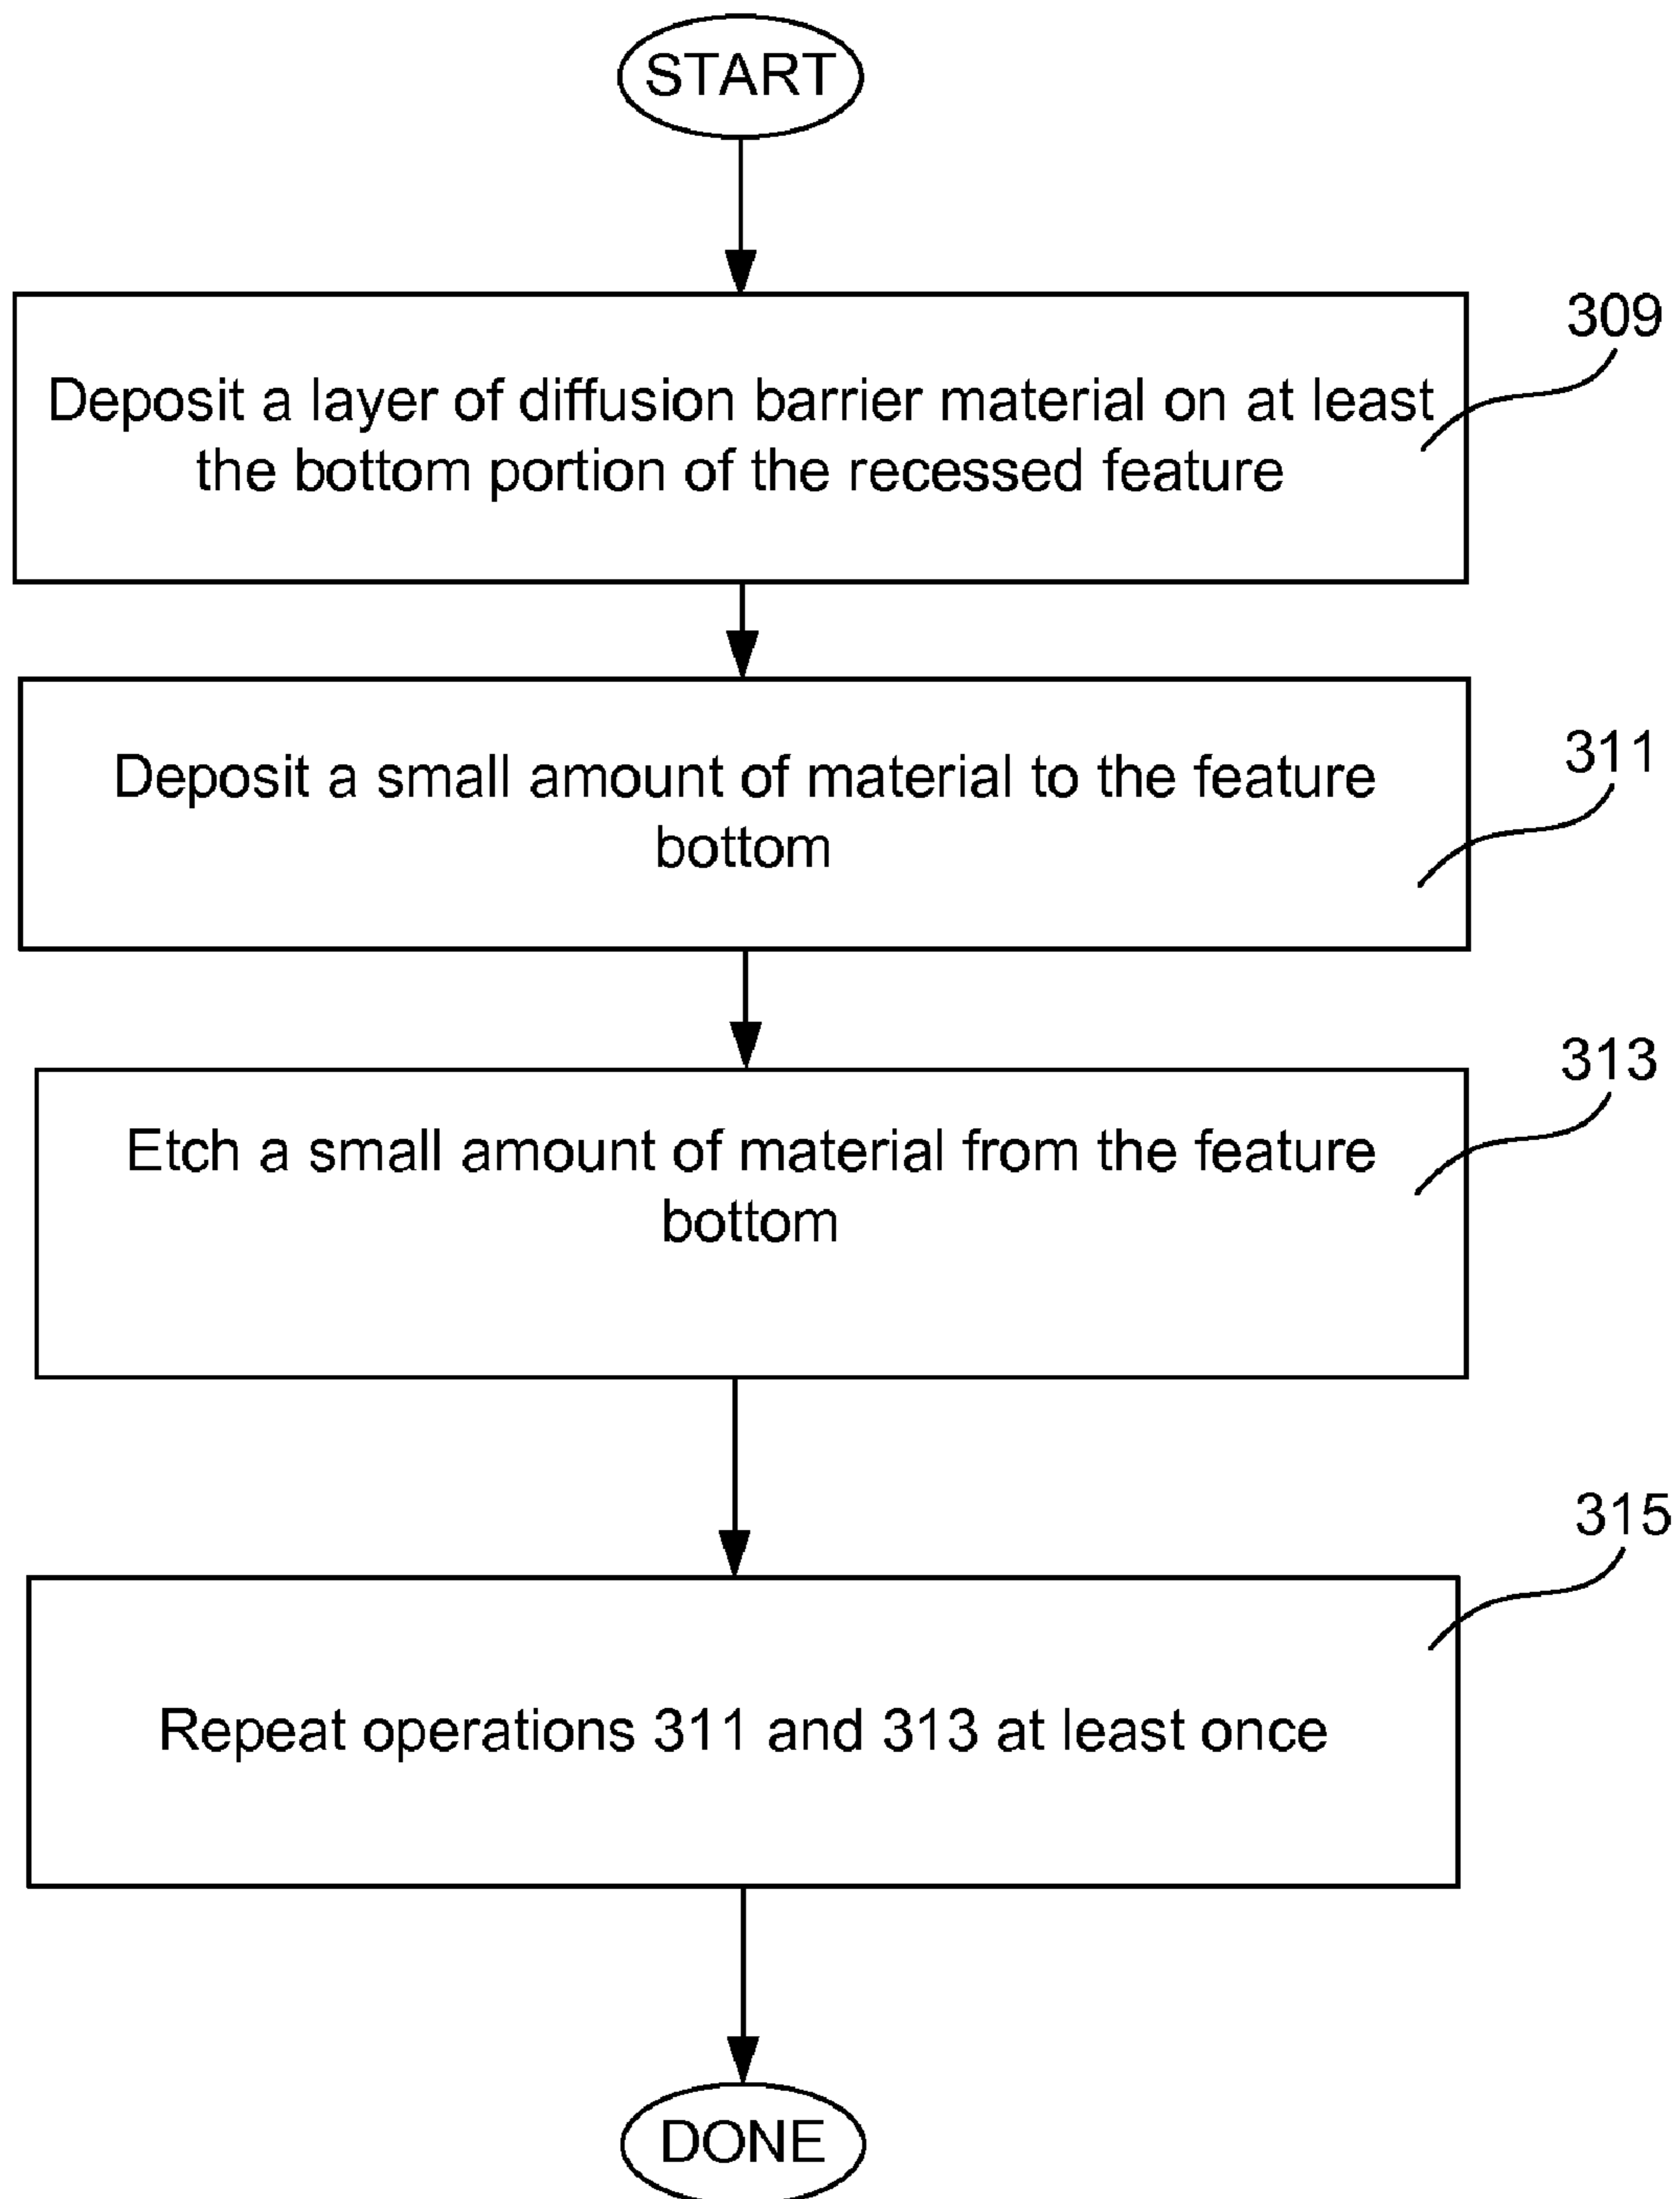 START
309
Deposit a layer of diffusion barrier material on at least
the bottom portion of the recessed feature
311
Deposit a small amount of material to the feature
bottom
313
Etch a small amount of material from the feature
bottom
315
Repeat operations 311 and 313 at least once
DONE